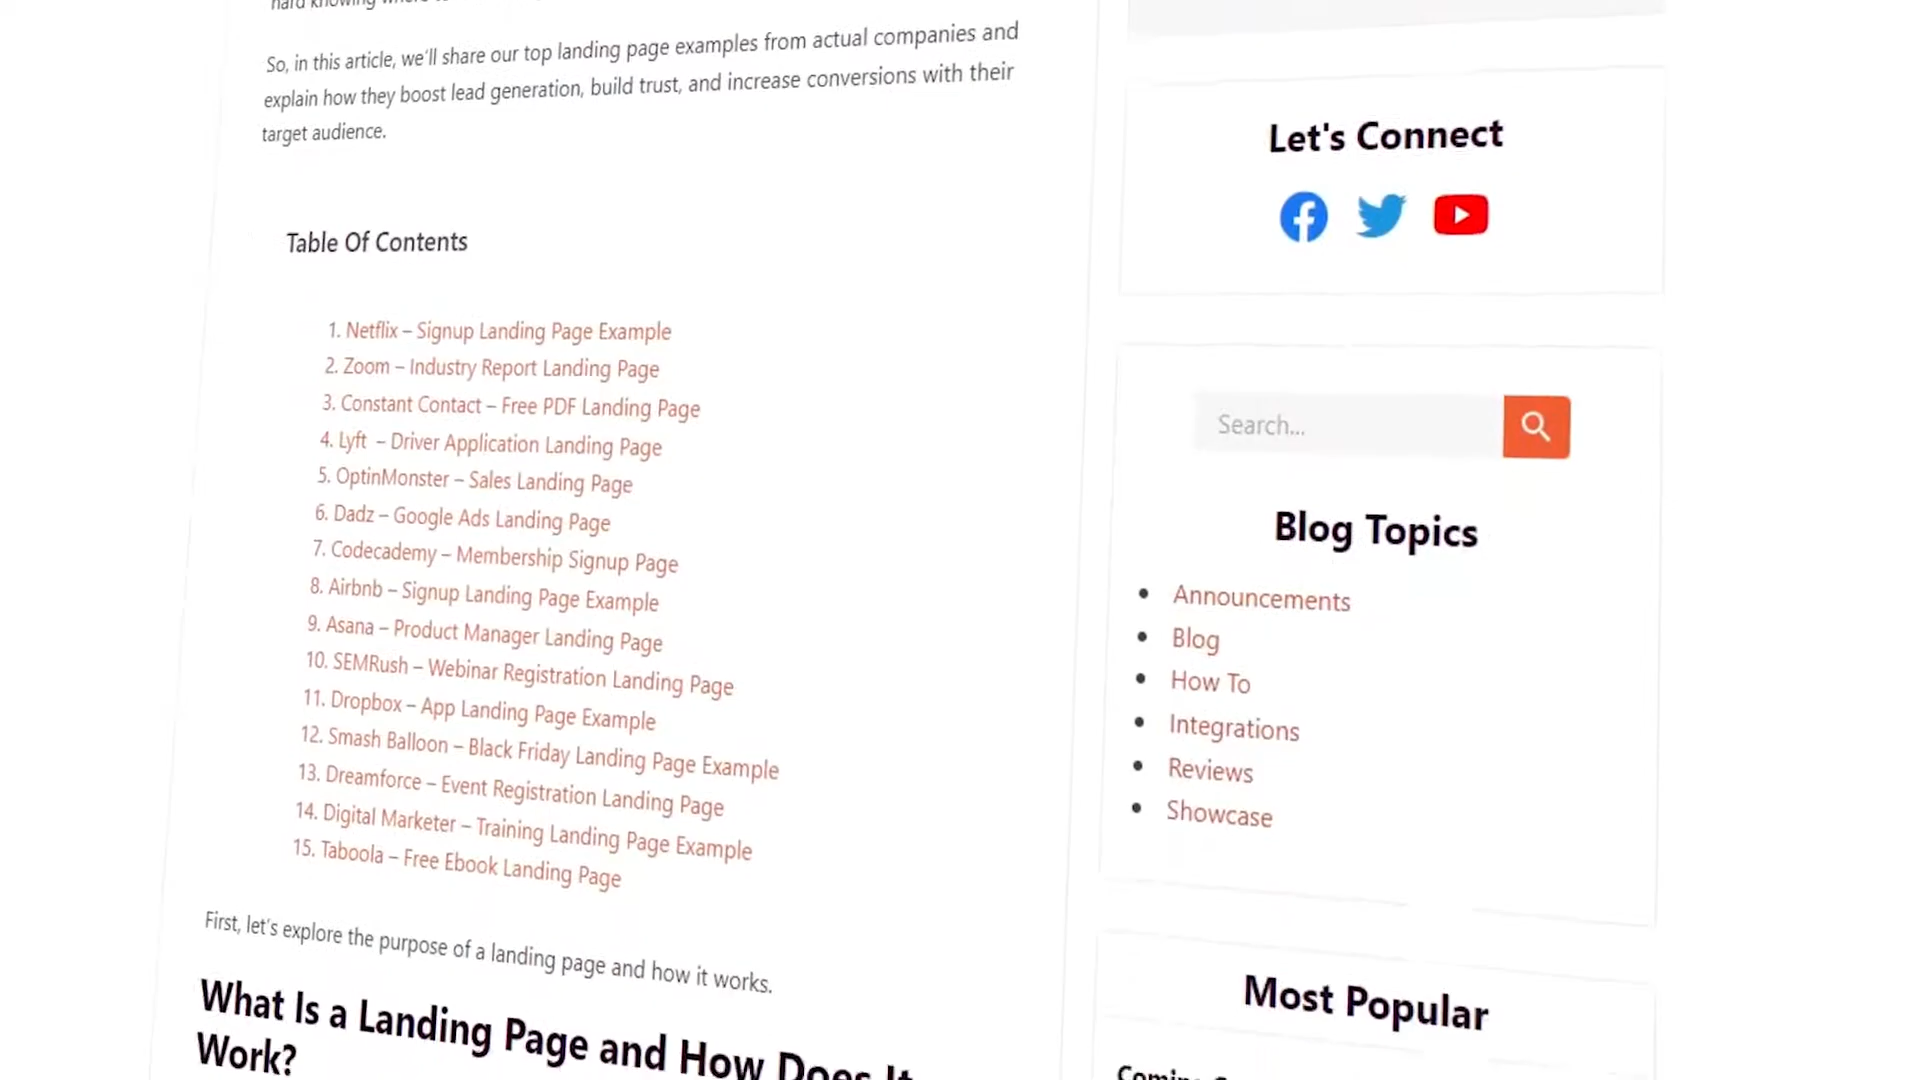 So, in this article, we'll share our top landing page examples from actual companies and
explain how they boost lead generation, build trust, and increase conversions with their
target audience.
Table Of Contents
1. Netflix – Signup Landing Page Example
2. Zoom – Industry Report Landing Page
3. Constant Contact – Free PDF Landing Page
4. Lyft – Driver Application Landing Page
5. OptinMonster – Sales Landing Page
6. Dadz – Google Ads Landing Page
7. Codecademy – Membership Signup Page
8. Airbnb – Signup Landing Page Example
9. Asana – Product Manager Landing Page
10. SEMRush – Webinar Registration Landing Page
11. Dropbox – App Landing Page Example
12. Smash Balloon – Black Friday Landing Page Example
13. Dreamforce – Event Registration Landing Page
14. Digital Marketer – Training Landing Page Example
15. Taboola – Free Ebook Landing Page
First, let's explore the purpose of a landing page and how it works.
What Is a Landing Page and How Does It
Work?
Let's Connect
Search...
Blog Topics
Announcements
Blog
How To
Integrations
Reviews
Showcase
Most Popular